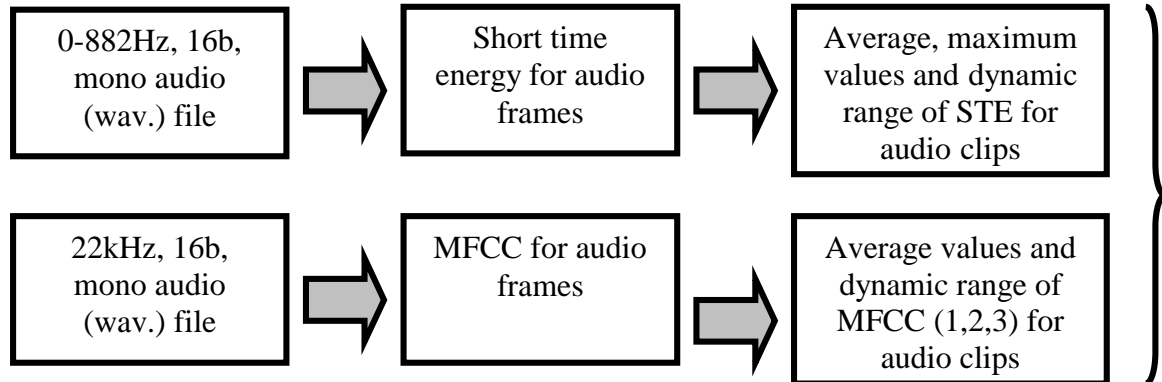 0-882Hz, 16b,
mono audio
(wav.) file
Short time
energy for audio
frames
Average, maximum
values and dynamic
range of STE for
audio clips
22kHz, 16b,
mono audio
(wav.) file
MFCC for audio
frames
Average values and
dynamic range of
MFCC (1,2,3) for
audio clips